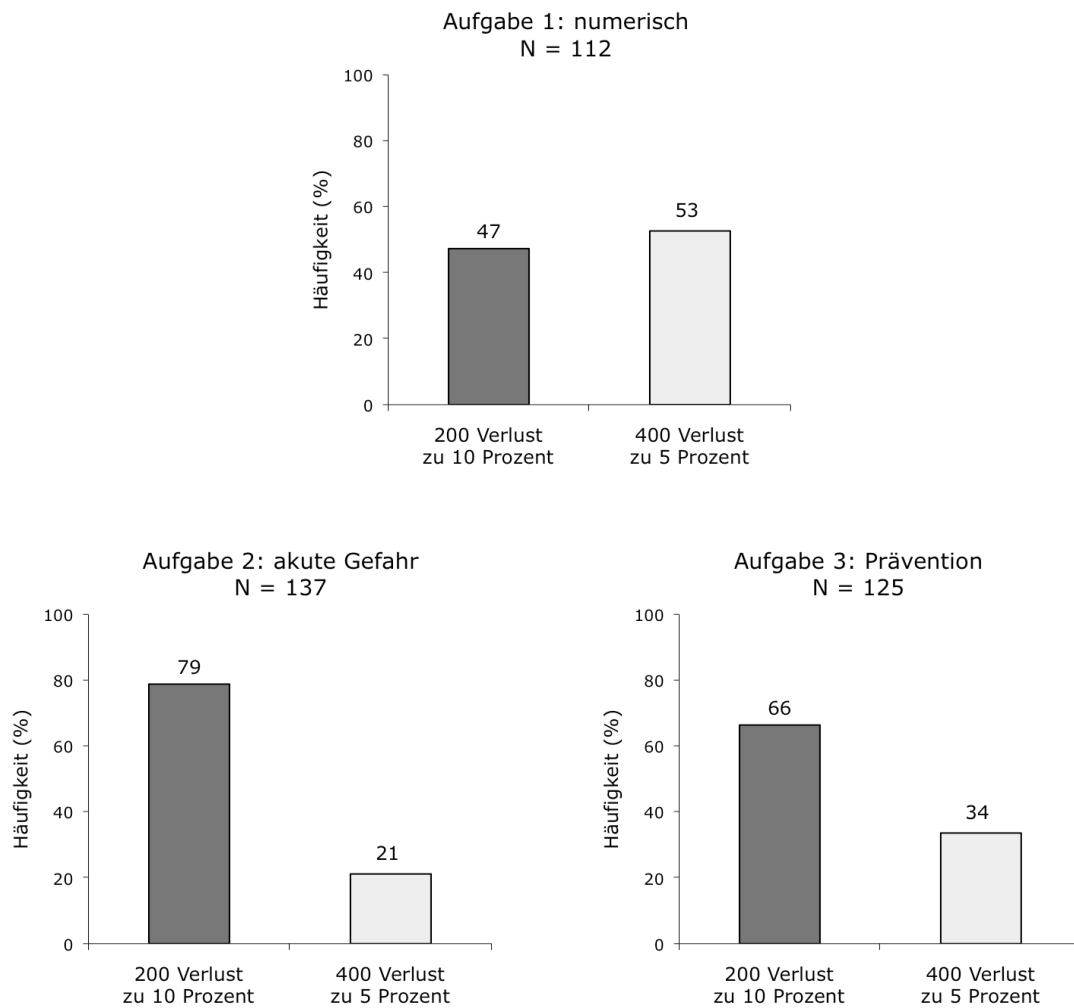 Aufgabe 1: numerisch
N = 112
Häufigkeit (%)
100
80
60
40
20
0
47
53
200 Verlust
zu 10 Prozent
400 Verlust
zu 5 Prozent
Aufgabe 2: akute Gefahr
N = 137
Häufigkeit (%)
100
80
60
40
20
0
79
21
200 Verlust
zu 10 Prozent
400 Verlust
zu 5 Prozent
Aufgabe 3: Prävention
N = 125
Häufigkeit (%)
100
80
60
40
20
0
66
34
200 Verlust
zu 10 Prozent
400 Verlust
zu 5 Prozent